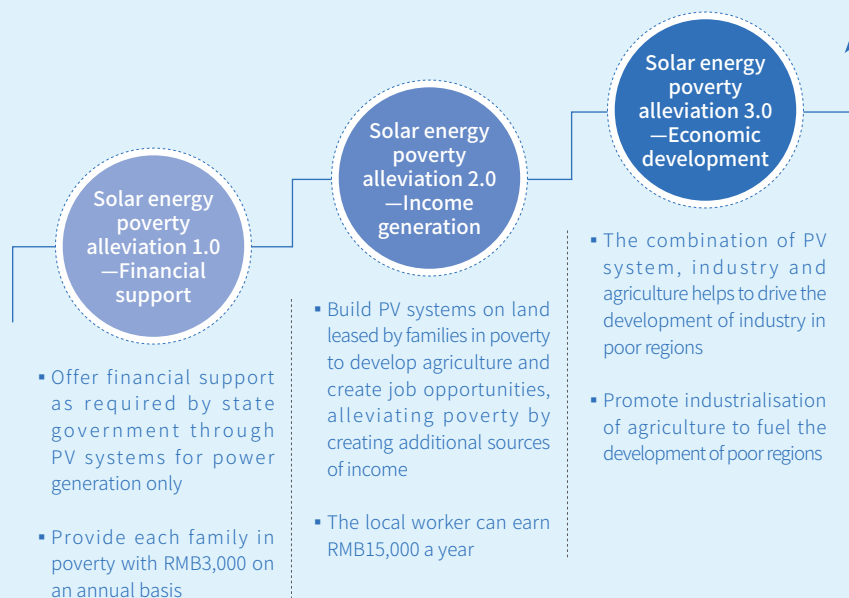 Solar energy
poverty
alleviation 1.0
—Financial
support
▪ Offer financial support
as required by state
government through
PV systems for power
generation only
▪ Provide each family in
poverty with RMB3,000 on
an annual basis
Solar energy
poverty
alleviation 2.0
—Income
generation
▪ Build PV systems on land
leased by families in poverty
to develop agriculture and
create job opportunities,
alleviating poverty by
creating additional sources
of income
▪ The local worker can earn
RMB15,000 a year
Solar energy
poverty
alleviation 3.0
—Economic
development
▪ The combination of PV
system, industry and
agriculture helps to drive the
development of industry in
poor regions
▪ Promote industrialisation
of agriculture to fuel the
development of poor regions